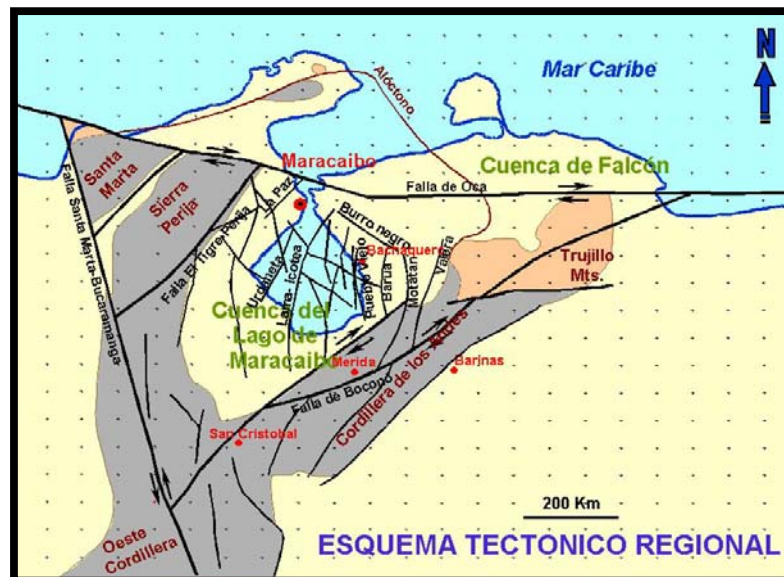 N
Mar Caribe
Alóctono
Santa
Marta
Sierra
Perija
Maracaibo
La Paz
Cuenca de Falcón
Falla de Oca
Falla Santa Marta-Bucaramanga
Falla El Tigre-Perija
Burro negro
Bachaquero
Urdaneta
Lama-Icotea
Pueblo Viejo
Barua
Motatan
Valera
Trujillo
Mts.
Cuenca del
Lago de
Maracaibo
Merida
Barinas
Falla de Bocono
Cordillera de los Andes
San Cristobal
Oeste
Cordillera
200 Km
ESQUEMA TECTONICO REGIONAL